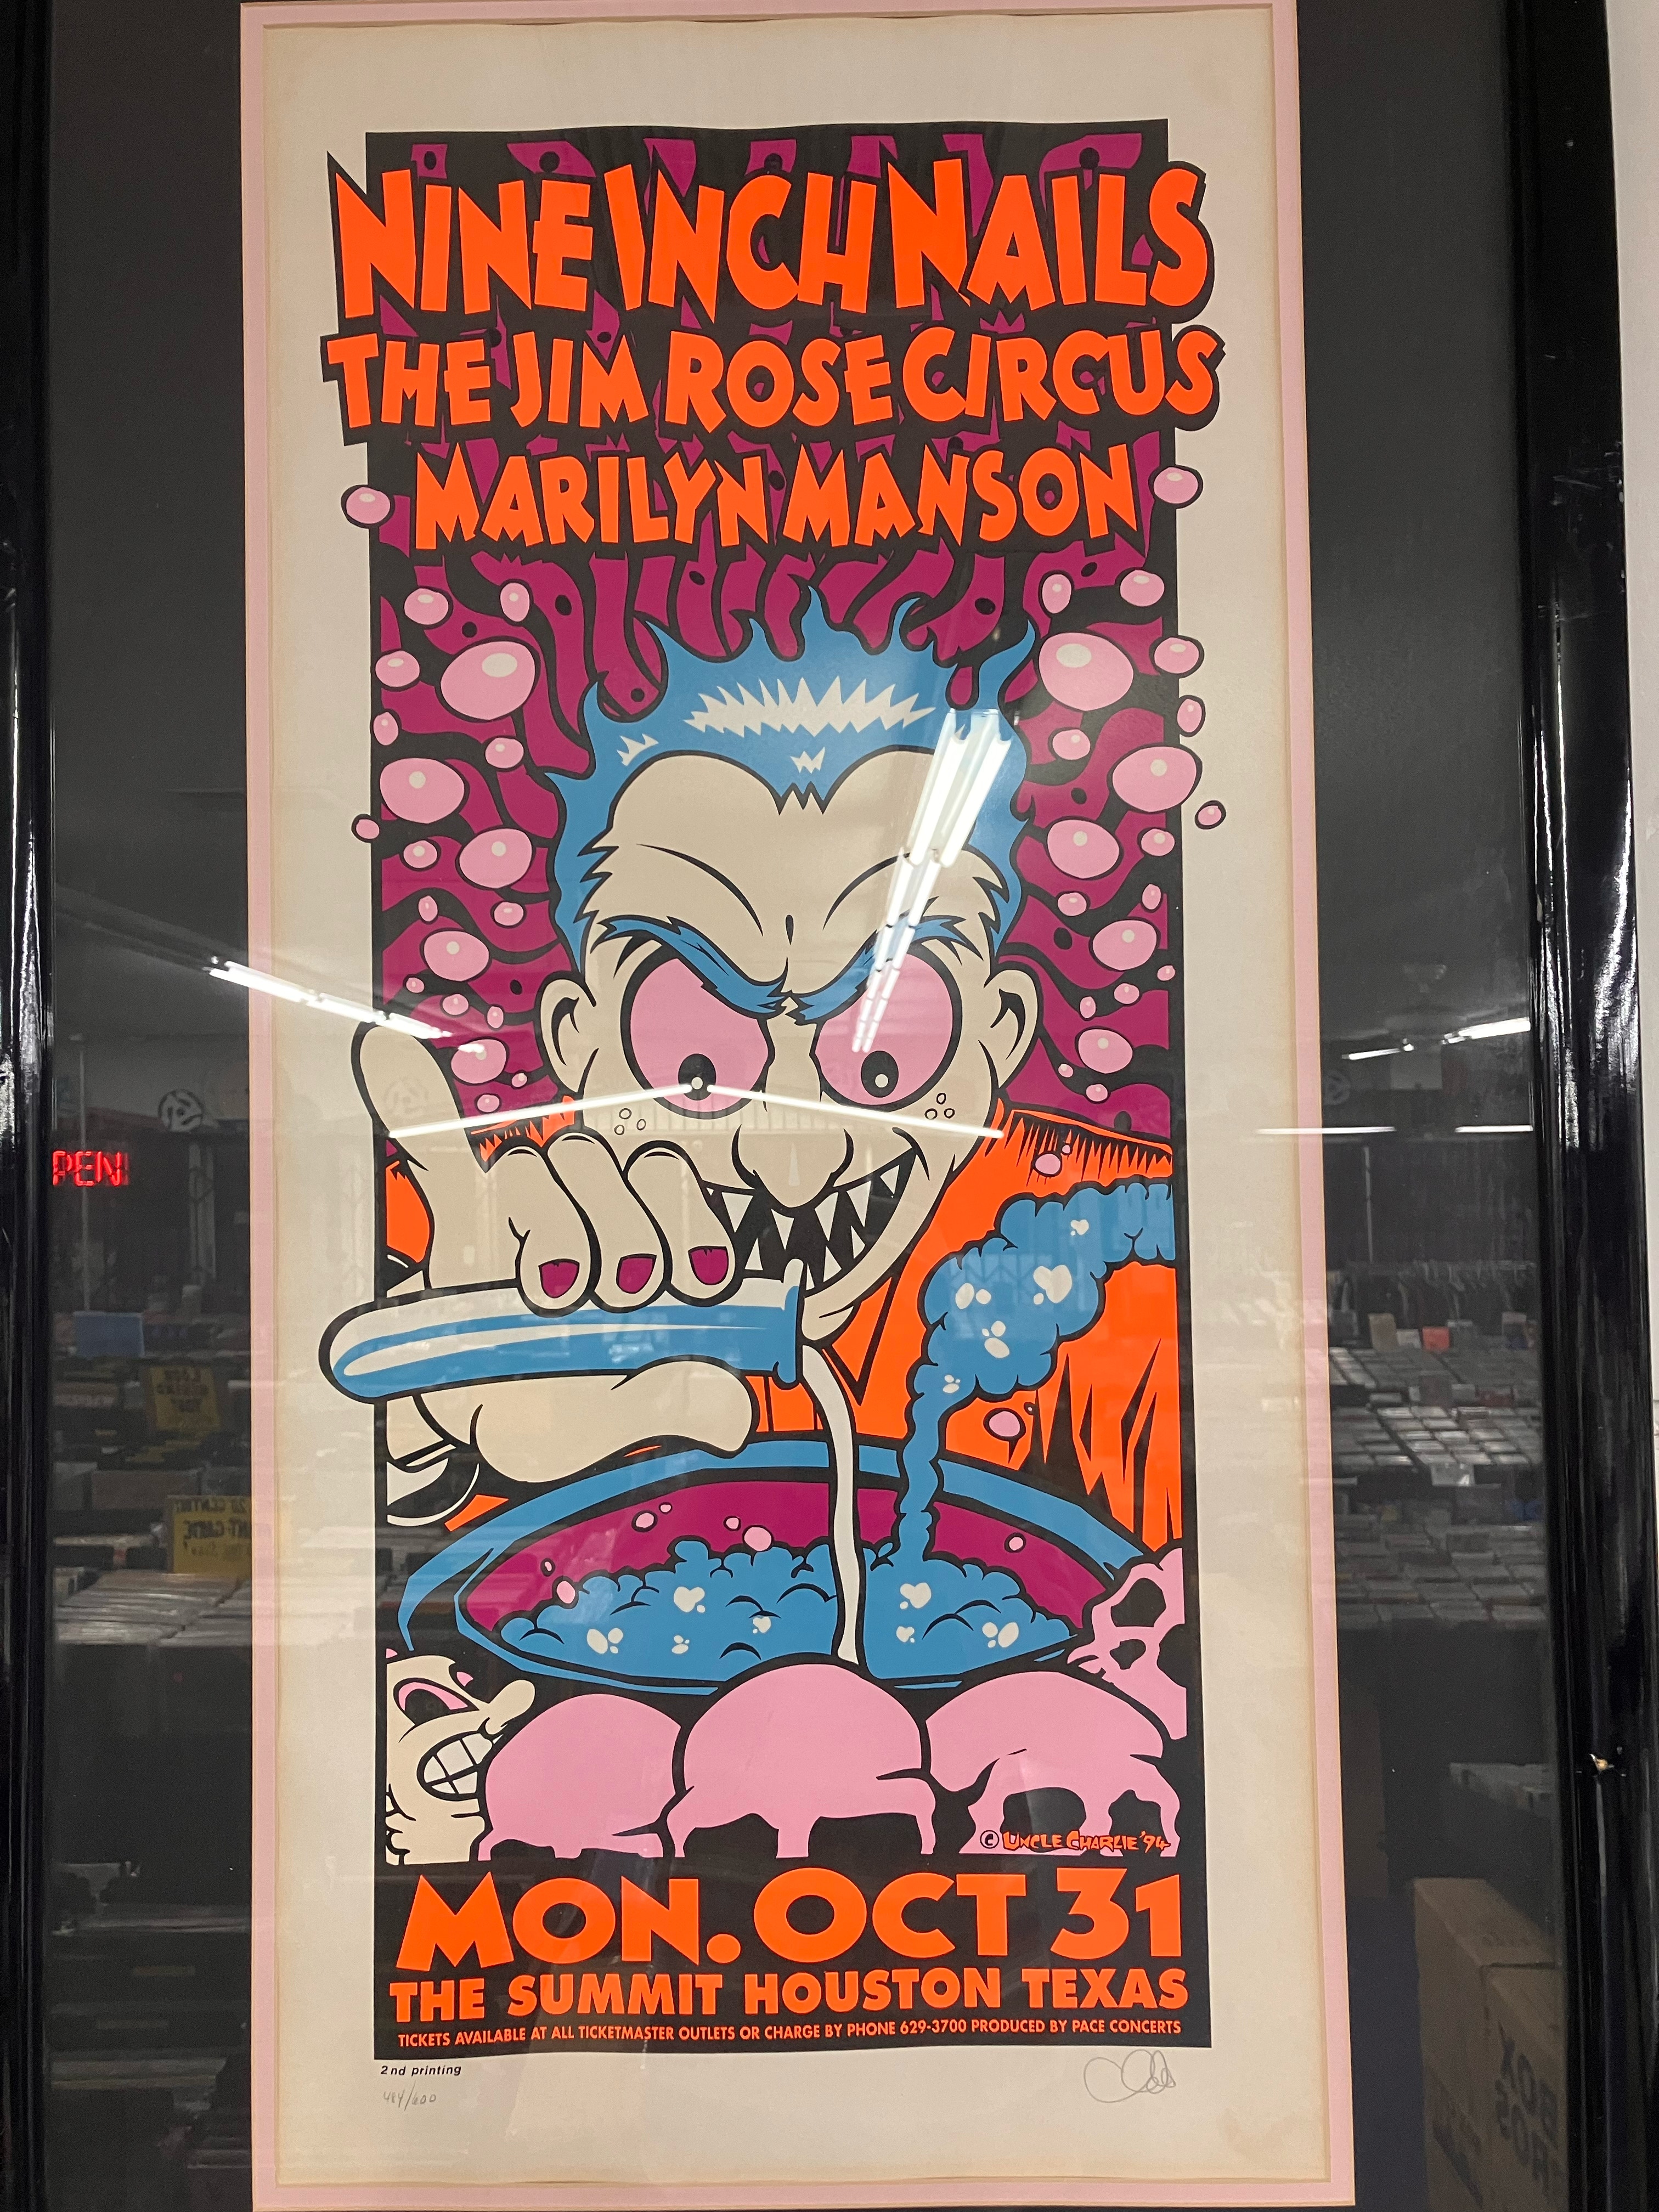 NINE INCH NAILS
THE JIM ROSE CIRCUS
MARILYN MANSON
PEN
© UNCLE CHARLIE '94
MON. OCT 31
THE SUMMIT HOUSTON TEXAS
TICKETS AVAILABLE AT ALL TICKETMASTER OUTLETS OR CHARGE BY PHONE 629-3700 PRODUCED BY PACE CONCERTS
2nd printing
484/600